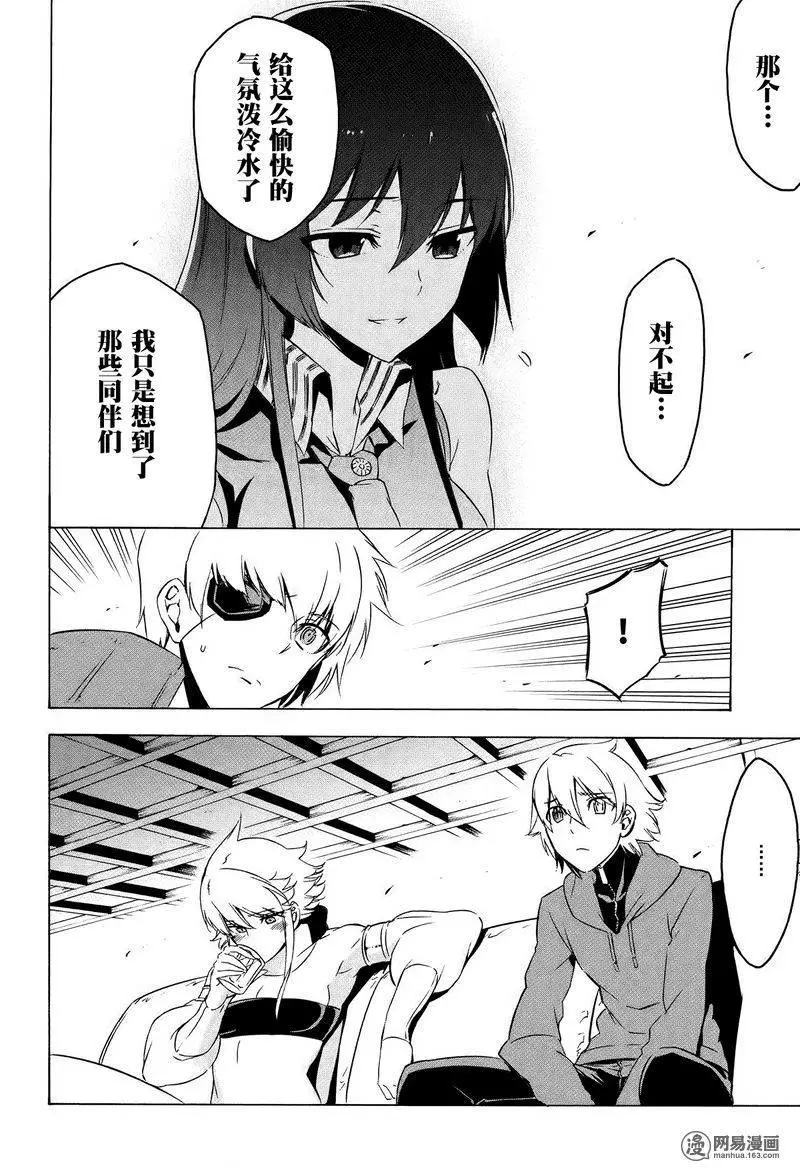 那个…
给这么愉快的
气氛泼冷水了
对不起…
我只是想到了
那些同伴们
！
……
漫
网易漫画
manhua.163.com